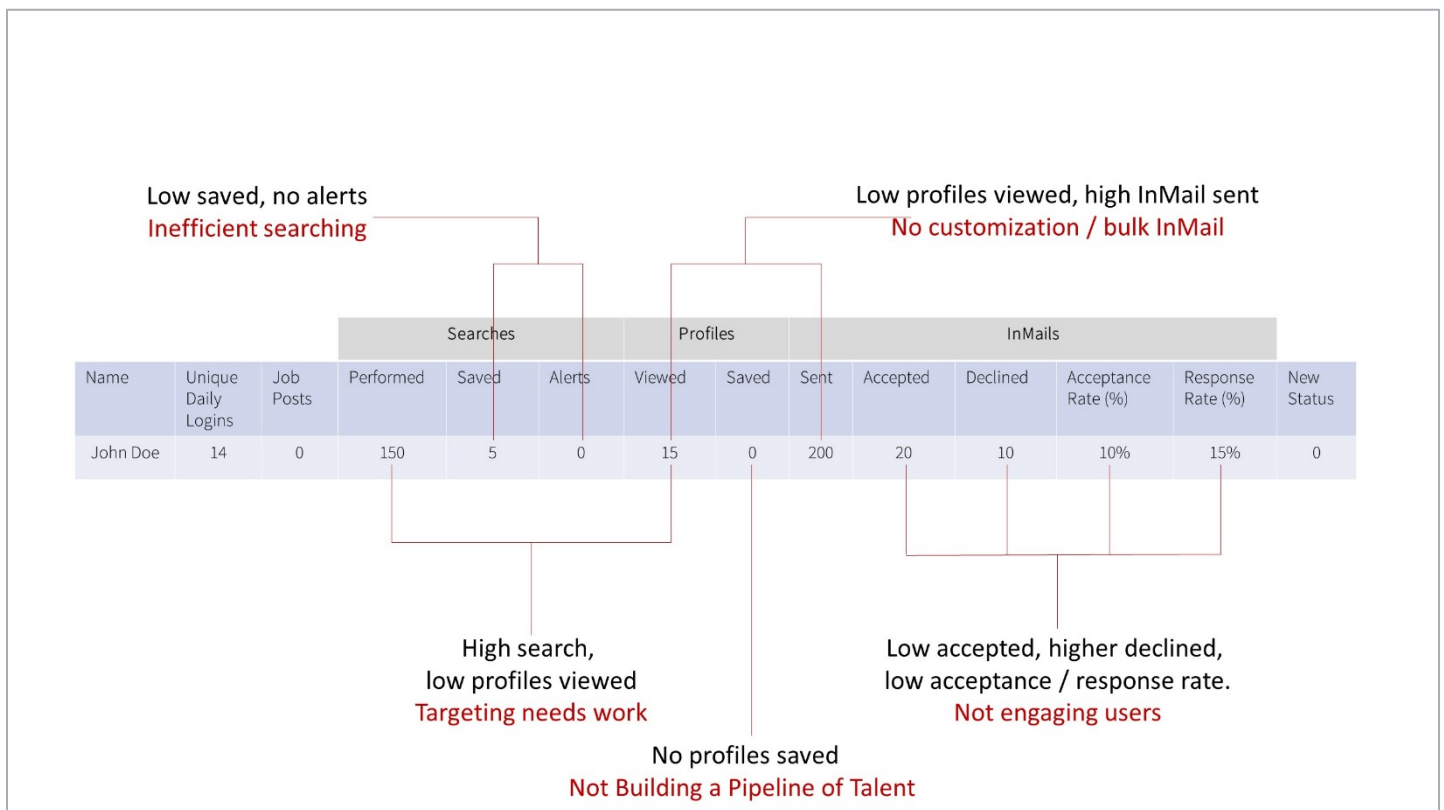 Low saved, no alerts
Inefficient searching
Low profiles viewed, high InMail sent
No customization / bulk InMail
Searches Profiles InMails
Name Unique Daily Logins Job Posts Performed Saved Alerts Viewed Saved Sent Accepted Declined Acceptance Rate (%) Response Rate (%) New Status
John Doe 14 0 150 5 0 15 0 200 20 10 10% 15% 0
High search,
low profiles viewed
Targeting needs work
Low accepted, higher declined,
low acceptance / response rate.
Not engaging users
No profiles saved
Not Building a Pipeline of Talent